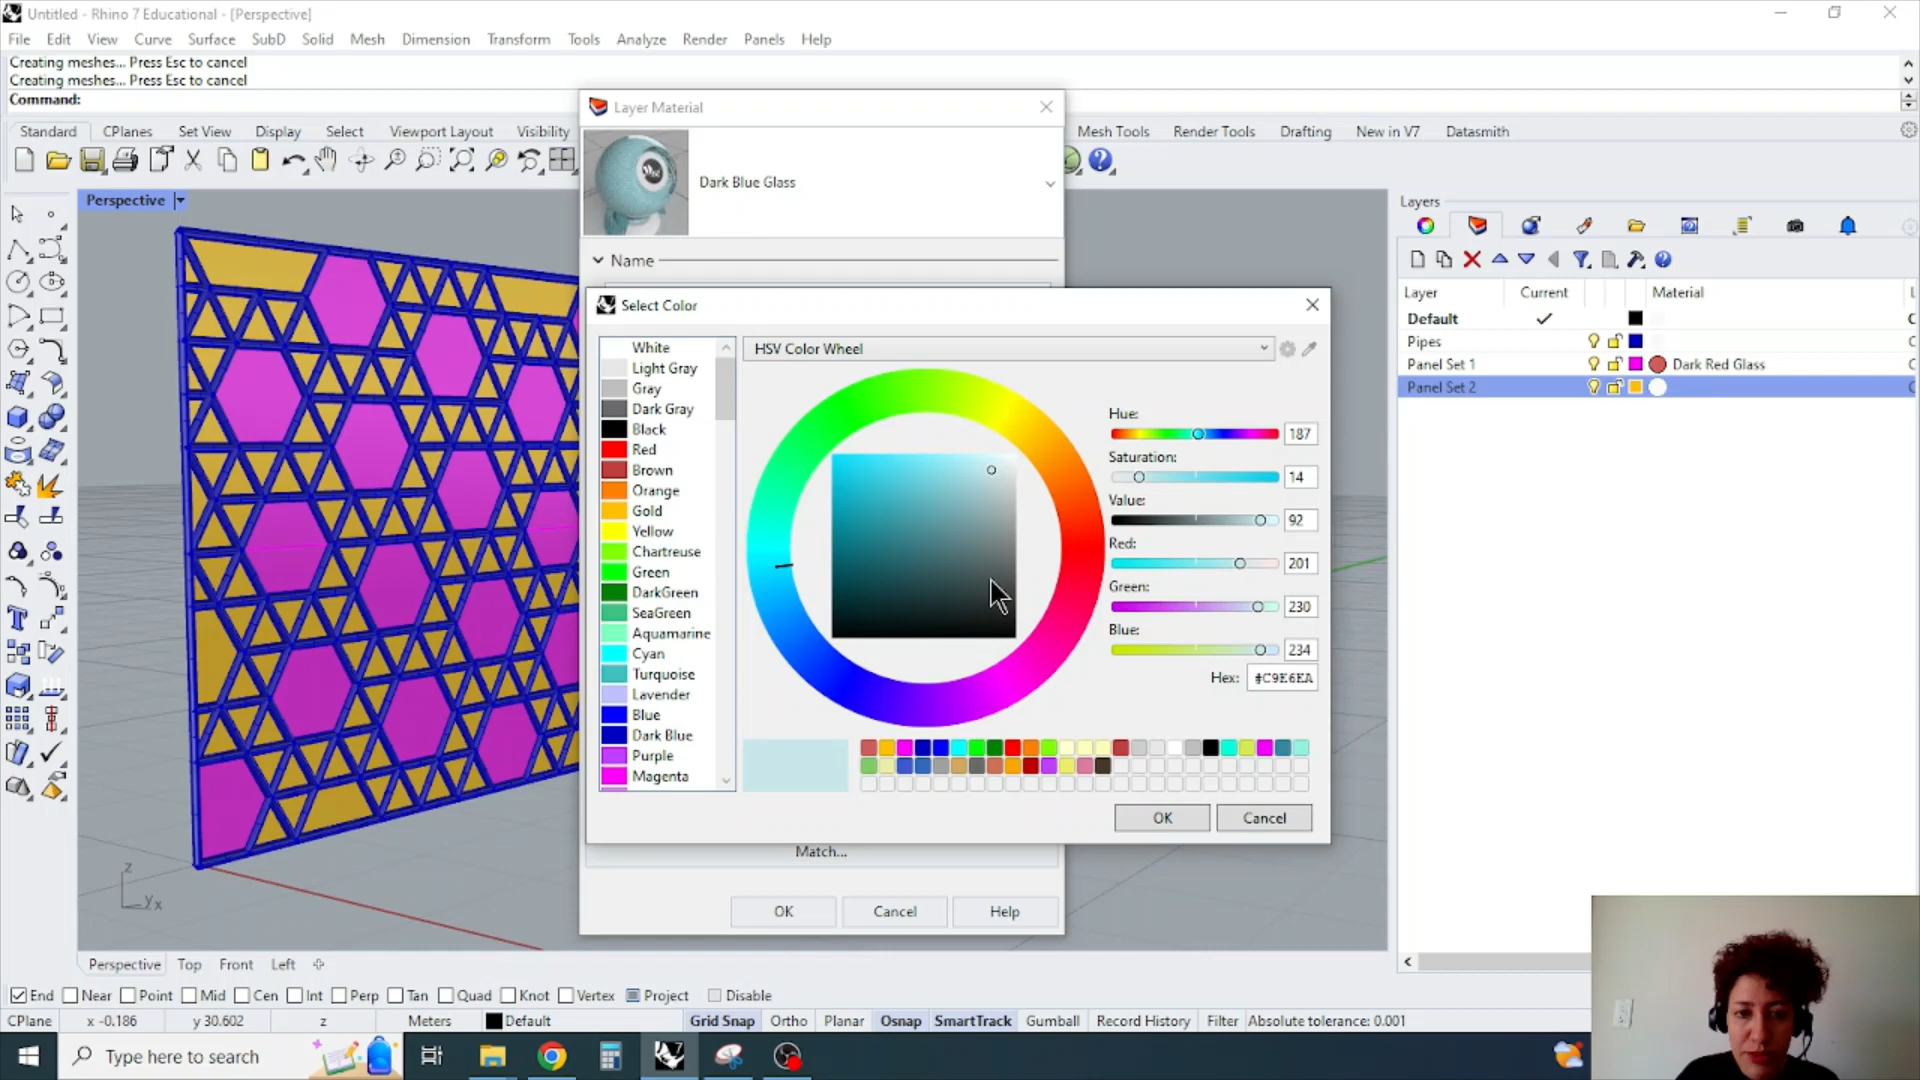 Untitled - Rhino 7 Educational - [Perspective]
File Edit View Curve Surface SubD Solid Mesh Dimension Transform Tools Analyze Render Panels Help
Creating meshes... Press Esc to cancel
Creating meshes... Press Esc to cancel
Command:
Standard CPlanes Set View Display Select Viewport Layout Visibility Mesh Tools Render Tools Drafting New in V7 Datasmith
Layer Material
Dark Blue Glass
Name
Perspective
Layers
Layer Current Material
Default
Pipes
Panel Set 1 Dark Red Glass
Panel Set 2
Select Color
White
Light Gray
Gray
Dark Gray
Black
Red
Brown
Orange
Gold
Yellow
Chartreuse
Green
DarkGreen
SeaGreen
Aquamarine
Cyan
Turquoise
Lavender
Blue
Dark Blue
Purple
Magenta
HSV Color Wheel
Hue:
187
Saturation:
14
Value:
92
Red:
201
Green:
230
Blue:
234
Hex: #C9E6EA
OK Cancel
Match...
OK Cancel Help
z
y x
Perspective Top Front Left
End Near Point Mid Cen Int Perp Tan Quad Knot Vertex Project Disable
CPlane x -0.186 y 30.602 z Meters Default Grid Snap Ortho Planar Osnap SmartTrack Gumball Record History Filter Absolute tolerance: 0.001
Type here to search